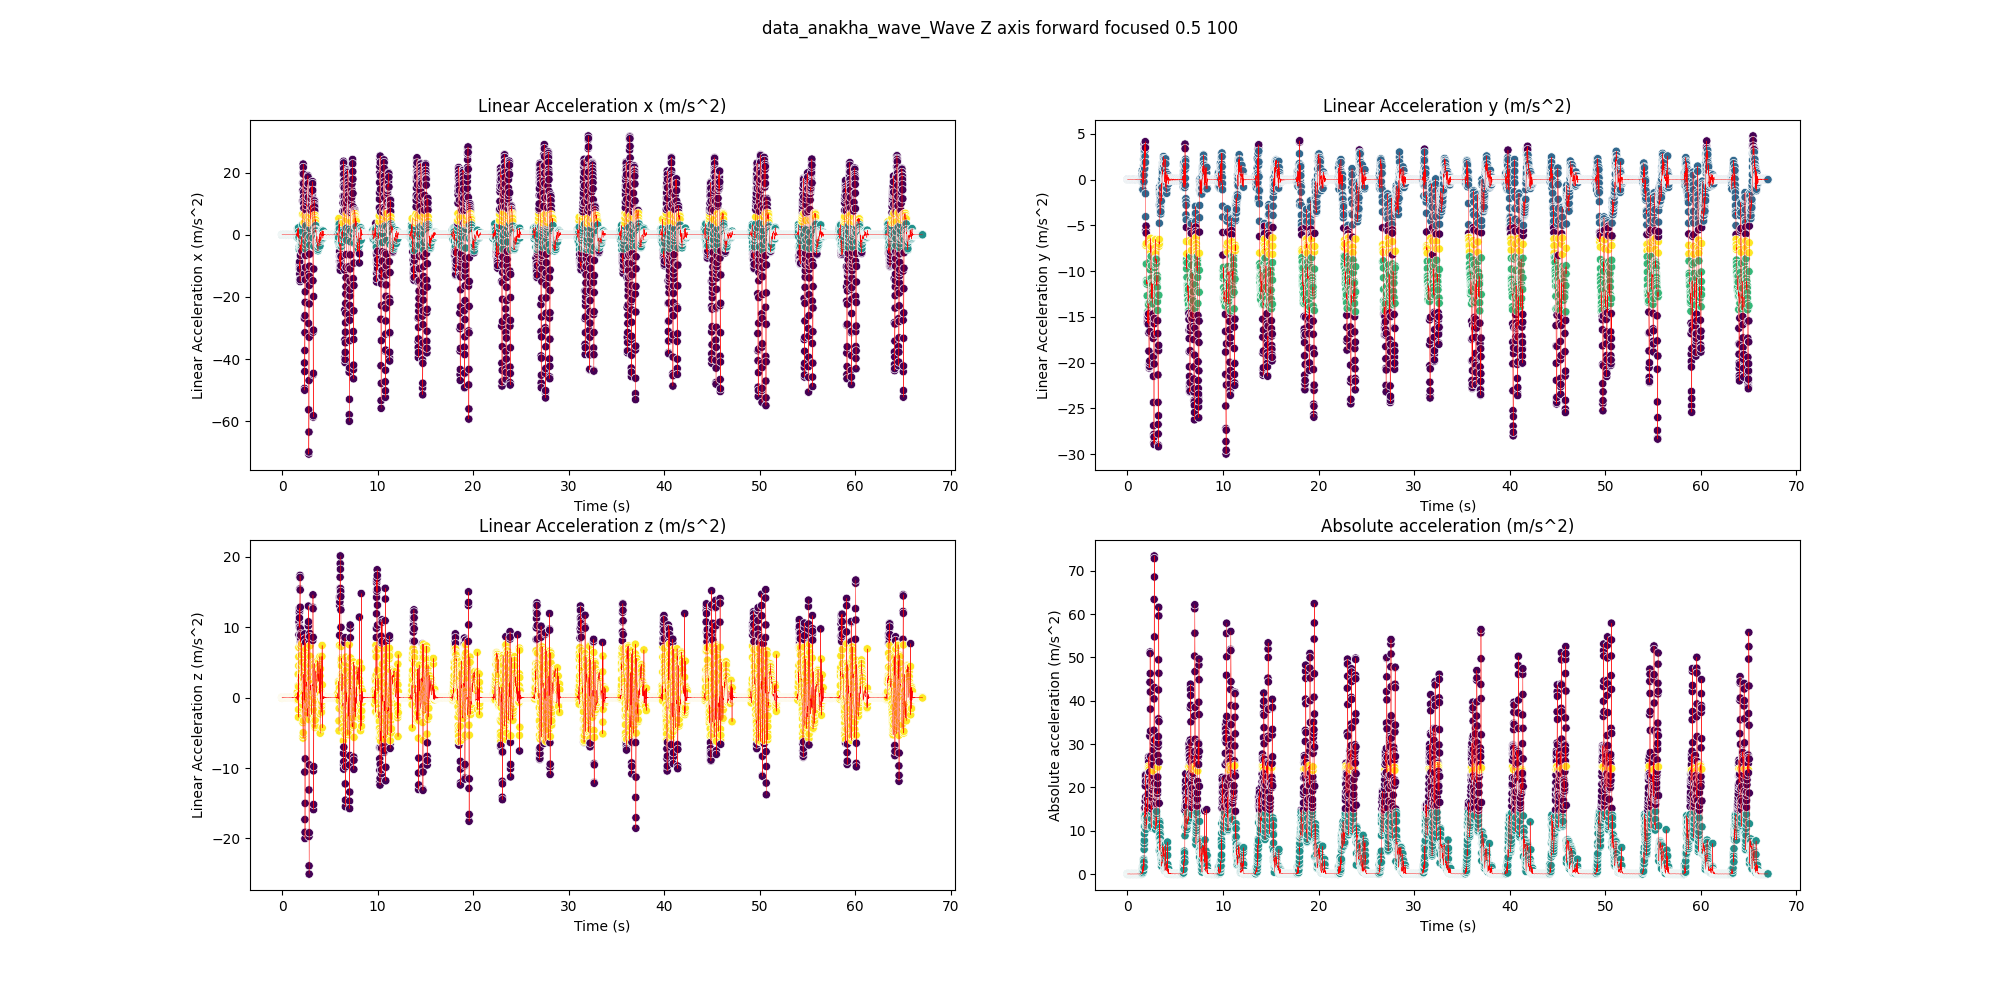 data_anakha_wave_Wave Z axis forward focused 0.5 100
Linear Acceleration x (m/s^2)
Linear Acceleration x (m/s^2)
20
0
−20
−40
−60
0 10 20 30 40 50 60 70
Time (s)
Linear Acceleration y (m/s^2)
Linear Acceleration y (m/s^2)
5
0
−5
−10
−15
−20
−25
−30
0 10 20 30 40 50 60 70
Time (s)
Linear Acceleration z (m/s^2)
Linear Acceleration z (m/s^2)
20
10
0
−10
−20
0 10 20 30 40 50 60 70
Time (s)
Absolute acceleration (m/s^2)
Absolute acceleration (m/s^2)
70
60
50
40
30
20
10
0
0 10 20 30 40 50 60 70
Time (s)